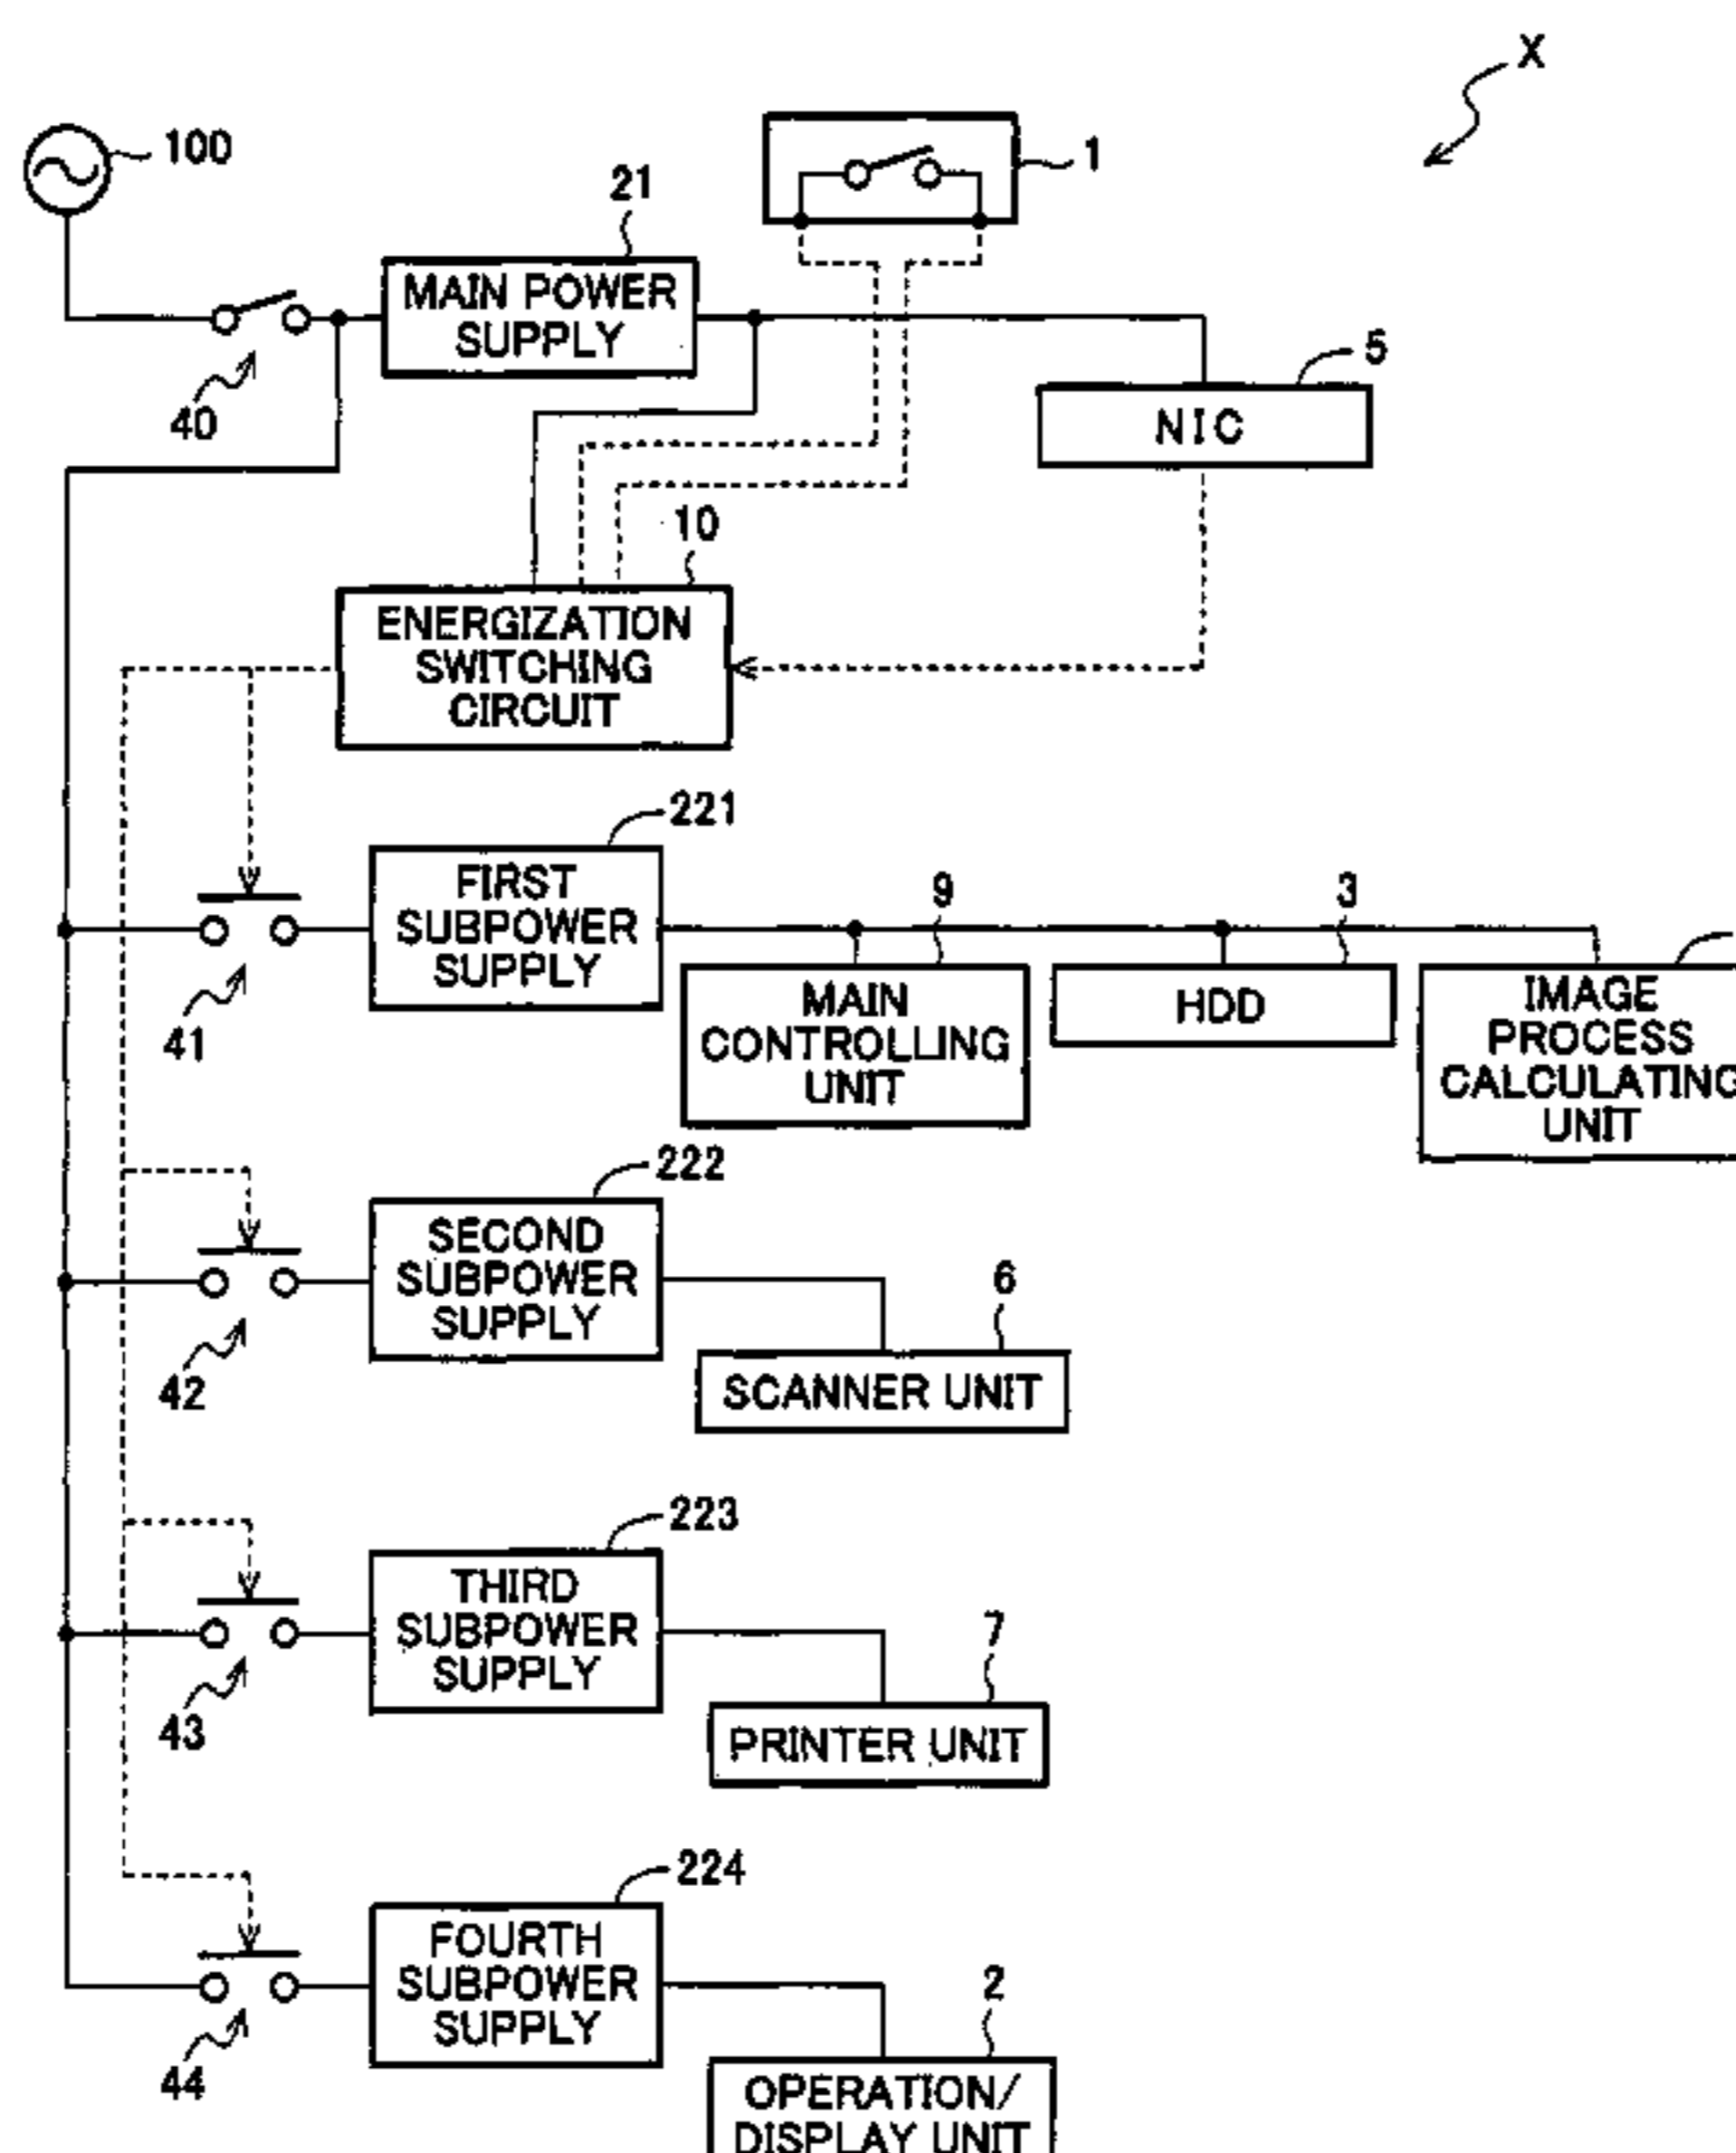 X
100
1
21
MAIN POWER
SUPPLY
5
40
NIC
10
ENERGIZATION
SWITCHING
CIRCUIT
221
FIRST
SUBPOWER
SUPPLY
9
3
41
MAIN
CONTROLLING
UNIT
HDD
IMAGE
PROCESS
CALCULATING
UNIT
222
SECOND
SUBPOWER
SUPPLY
6
42
SCANNER UNIT
223
THIRD
SUBPOWER
SUPPLY
7
43
PRINTER UNIT
224
FOURTH
SUBPOWER
SUPPLY
2
44
OPERATION/
DISPLAY UNIT